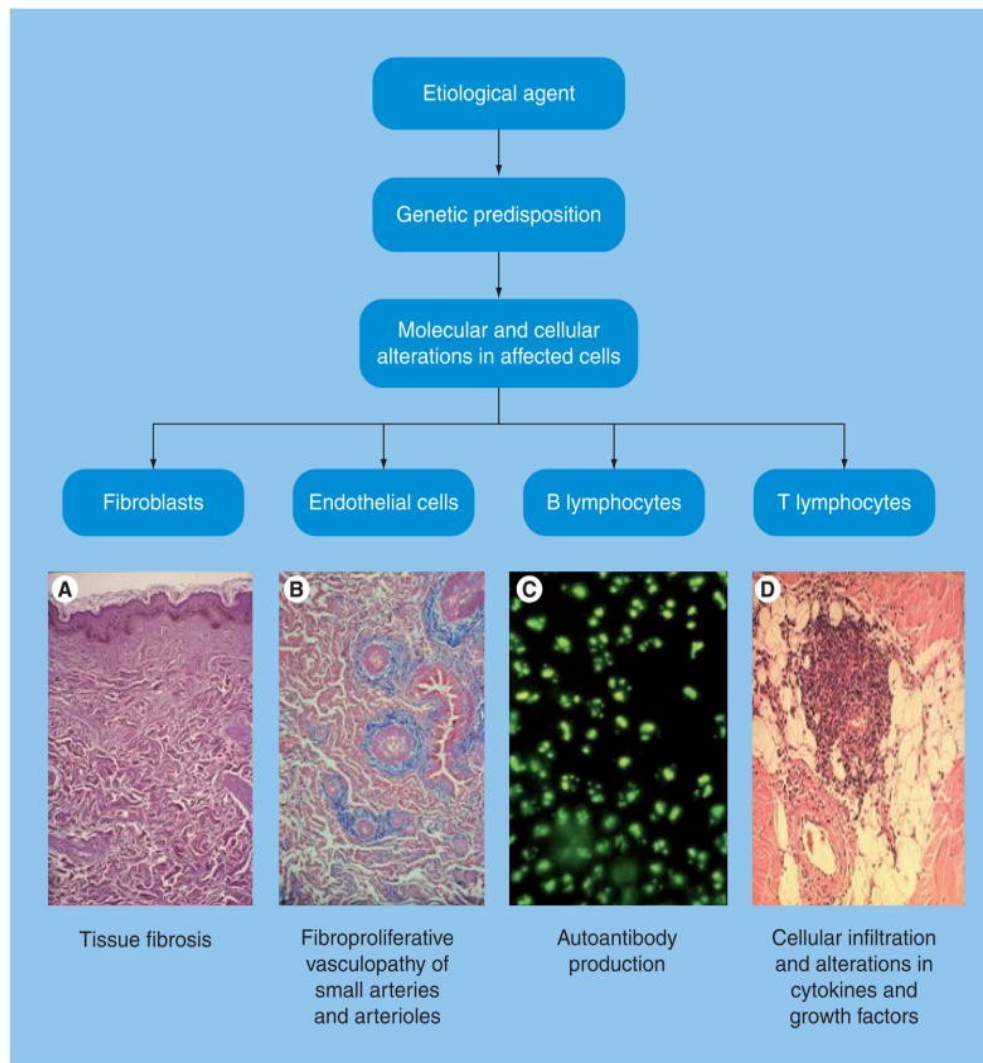 Etiological agent
Genetic predisposition
Molecular and cellular
alterations in affected cells
Fibroblasts
Endothelial cells
B lymphocytes
T lymphocytes
A
B
C
D
Tissue fibrosis
Fibroproliferative
vasculopathy of
small arteries
and arterioles
Autoantibody
production
Cellular infiltration
and alterations in
cytokines and
growth factors